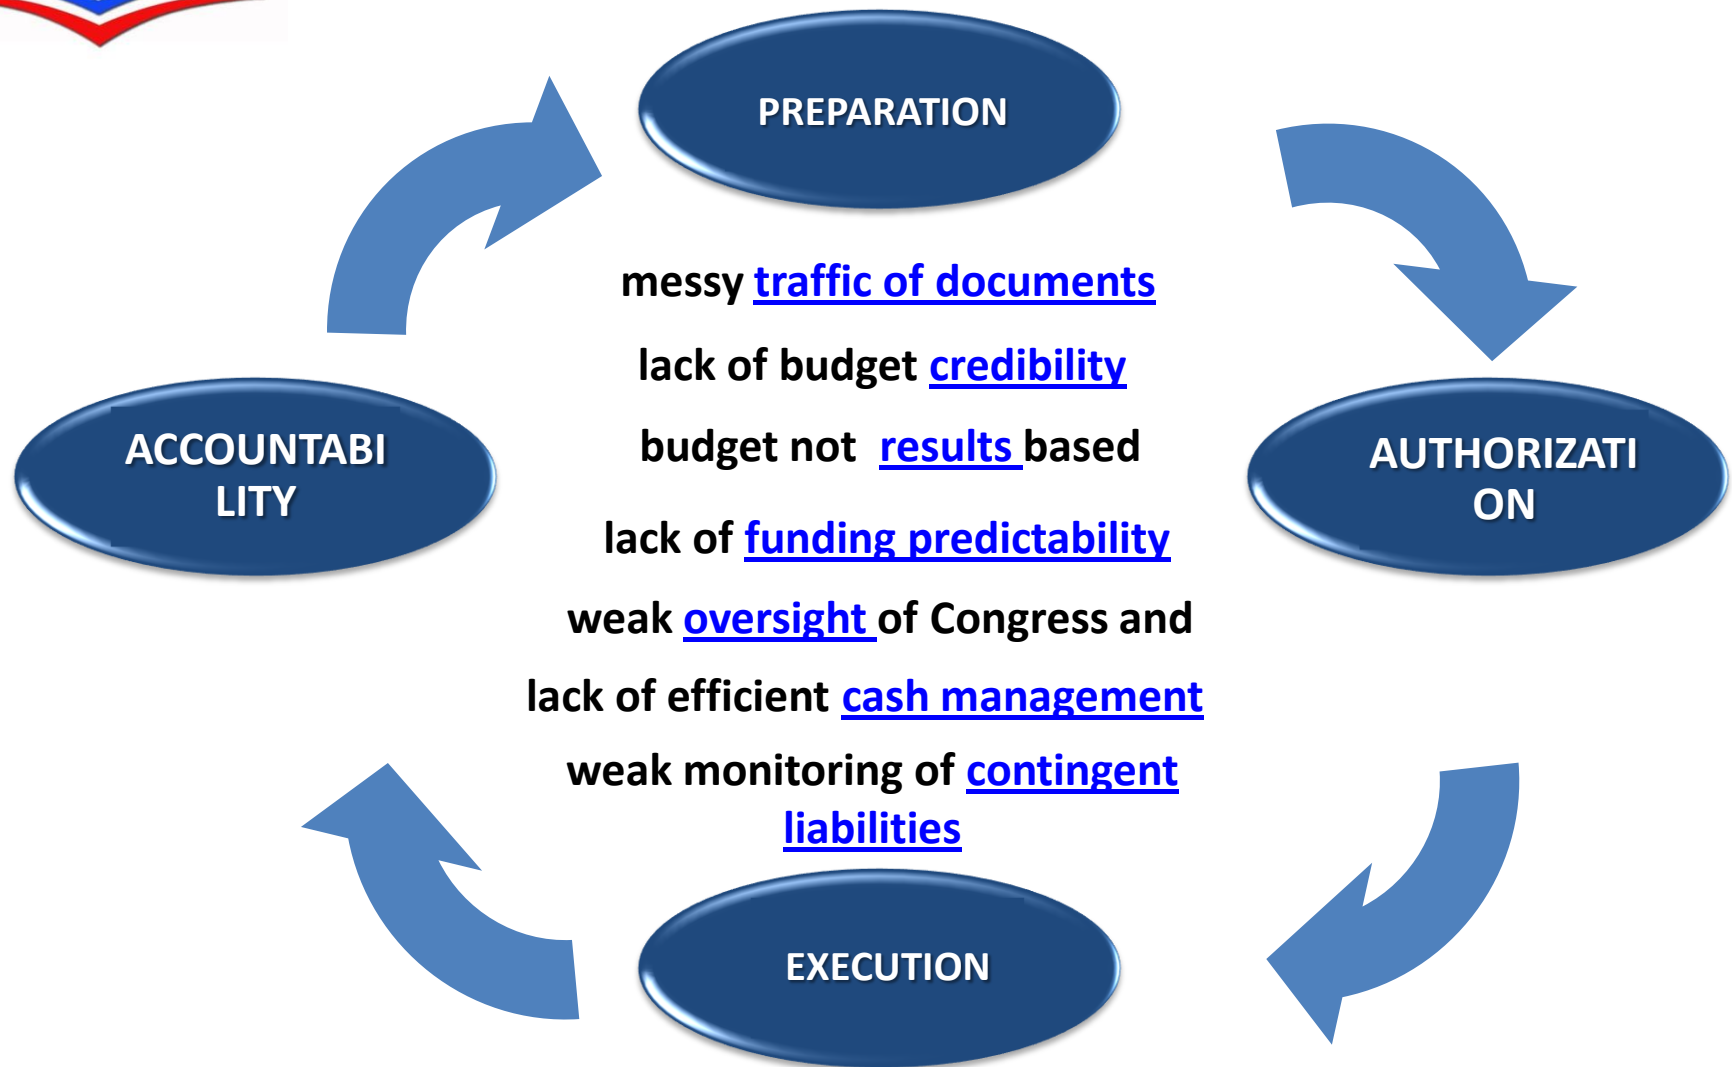 PREPARATION
messy traffic of documents
lack of budget credibility
budget not  results based
lack of funding predictability
weak oversight of Congress and
lack of efficient cash management
weak monitoring of contingent
liabilities
ACCOUNTABI
LITY
AUTHORIZATI
ON
EXECUTION